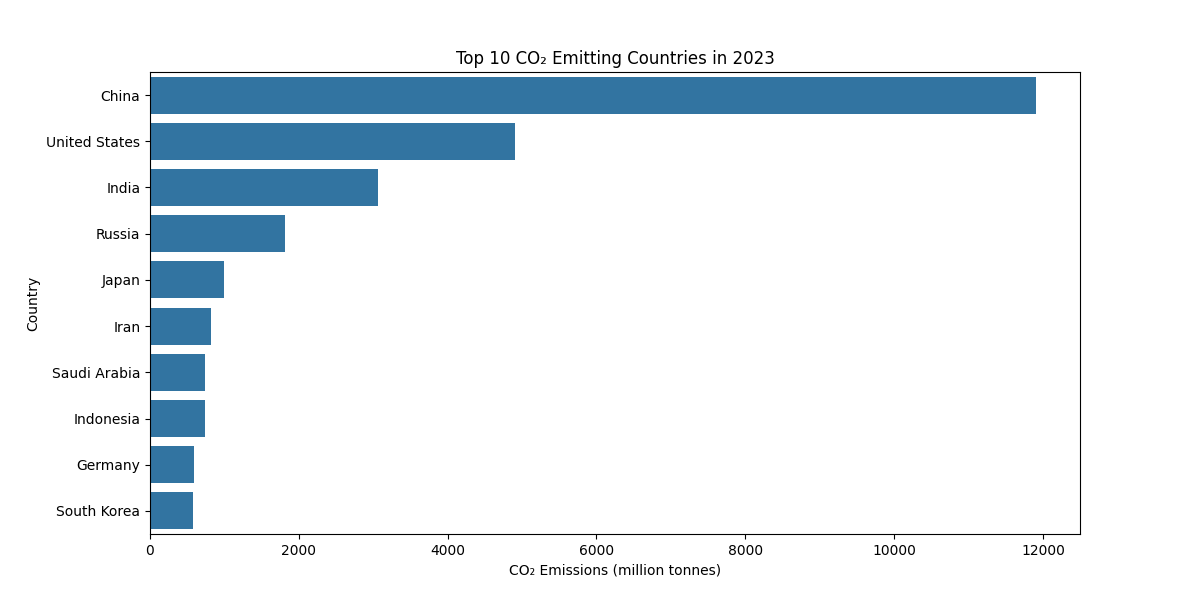 Top 10 CO₂ Emitting Countries in 2023
Country
China
United States
India
Russia
Japan
Iran
Saudi Arabia
Indonesia
Germany
South Korea
0 2000 4000 6000 8000 10000 12000
CO₂ Emissions (million tonnes)